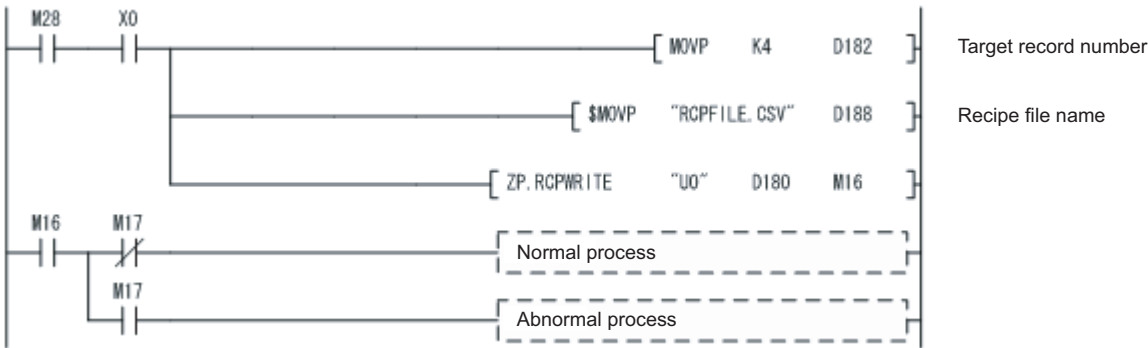 M28 X0
MOVP K4 D182 Target record number
$MOVP "RCPFILE.CSV" D188 Recipe file name
ZP.RCPWRITE "U0" D180 M16
M16 M17
Normal process
M17
Abnormal process